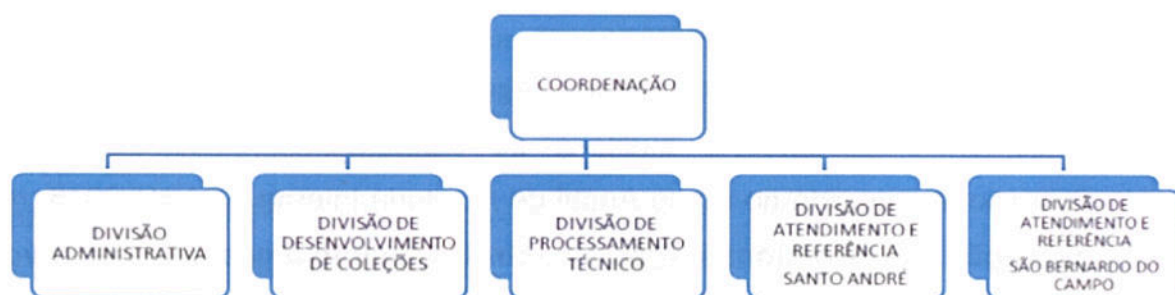 COORDENAÇÃO
DIVISÃO
ADMINISTRATIVA
DIVISÃO DE
DESENVOLVIMENTO
DE COLEÇÕES
DIVISÃO DE
PROCESSAMENTO
TÉCNICO
DIVISÃO DE
ATENDIMENTO E
REFERÊNCIA
SANTO ANDRÉ
DIVISÃO DE
ATENDIMENTO E
REFERÊNCIA
SÃO BERNARDO DO
CAMPO